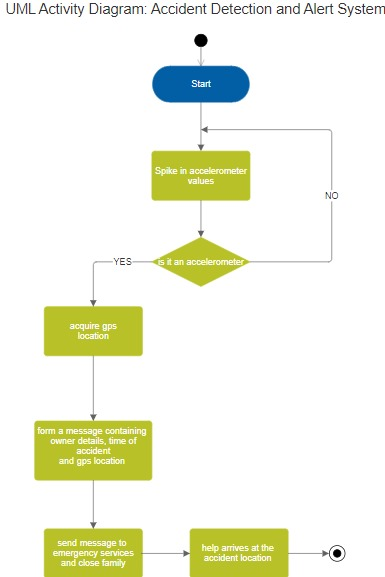 UML Activity Diagram: Accident Detection and Alert System
Start
Spike in accelerometer
values
NO
is it an accelerometer
YES
acquire gps
location
form a message containing
owner details, time of
accident
and gps location
send message to
emergency services
and close family
help arrives at the
accident location